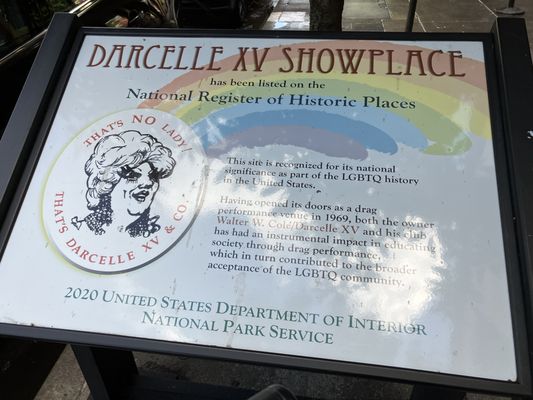 DARCELLE XV SHOWPLACE
has been listed on the
National Register of Historic Places
THAT'S NO LADY!
THAT'S DARCELLE XV & CO.
This site is recognized for its national
significance as part of the LGBTQ history
in the United States.
Having opened its doors as a drag
performance venue in 1969, both the owner
Walter W. Cole/Darcelle XV and his club
has had an instrumental impact in educating
society through drag performance,
which in turn contributed to the broader
acceptance of the LGBTQ community.
2020 UNITED STATES DEPARTMENT OF INTERIOR
NATIONAL PARK SERVICE